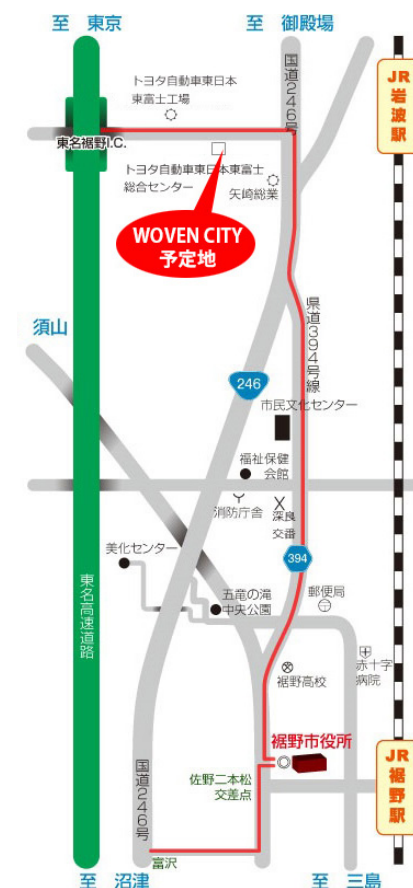 至 東京
至 御殿場
国道246号
JR岩波駅
トヨタ自動車東日本
東富士工場
東名裾野I.C.
トヨタ自動車東日本東富士
総合センター
矢崎総業
WOVEN CITY
予定地
県道394号線
須山
246
市民文化センター
福祉保健
会館
消防庁舎
深良
交番
美化センター
394
東名高速道路
五竜の滝
中央公園
郵便局
裾野高校
赤十字
病院
裾野市役所
JR裾野駅
佐野二本松
交差点
国道246号
富沢
至 沼津
至 三島